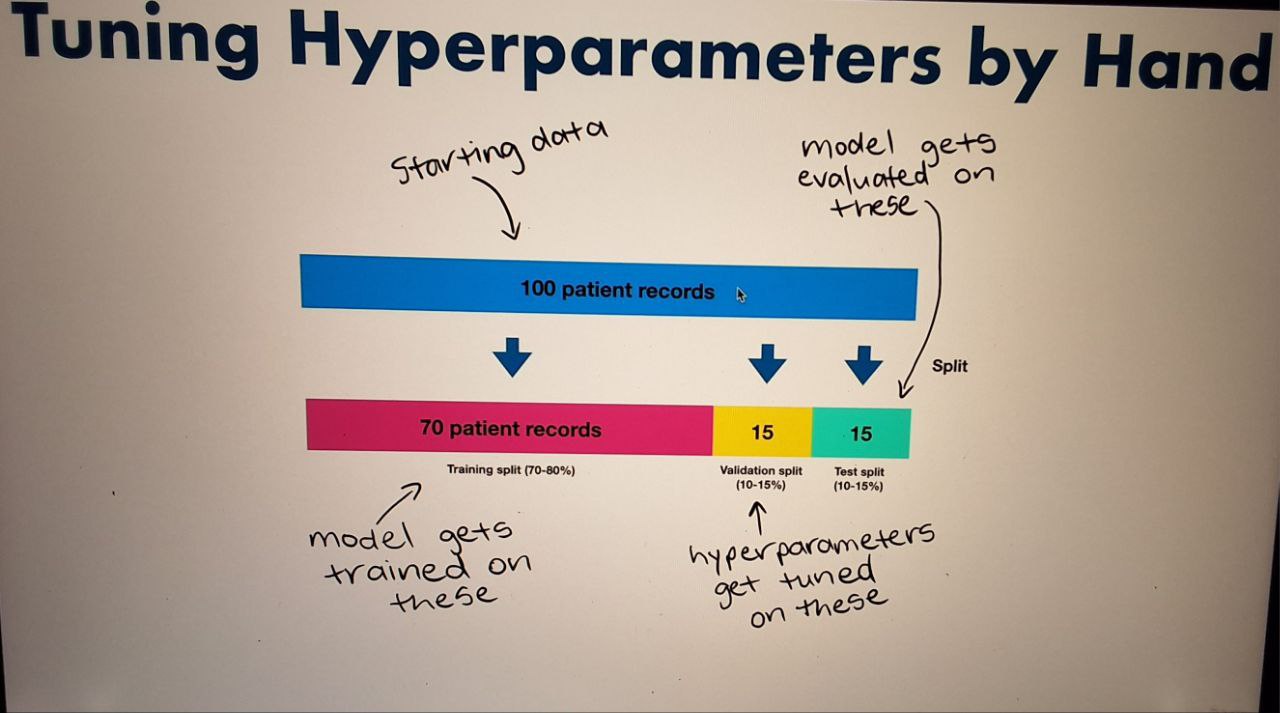 Tuning Hyperparameters by Hand
starting data
model gets
evaluated on
these
100 patient records
Split
70 patient records
15
15
Training split (70-80%)
Validation split
(10-15%)
Test split
(10-15%)
model gets
trained on
these
hyperparameters
get tuned
on these